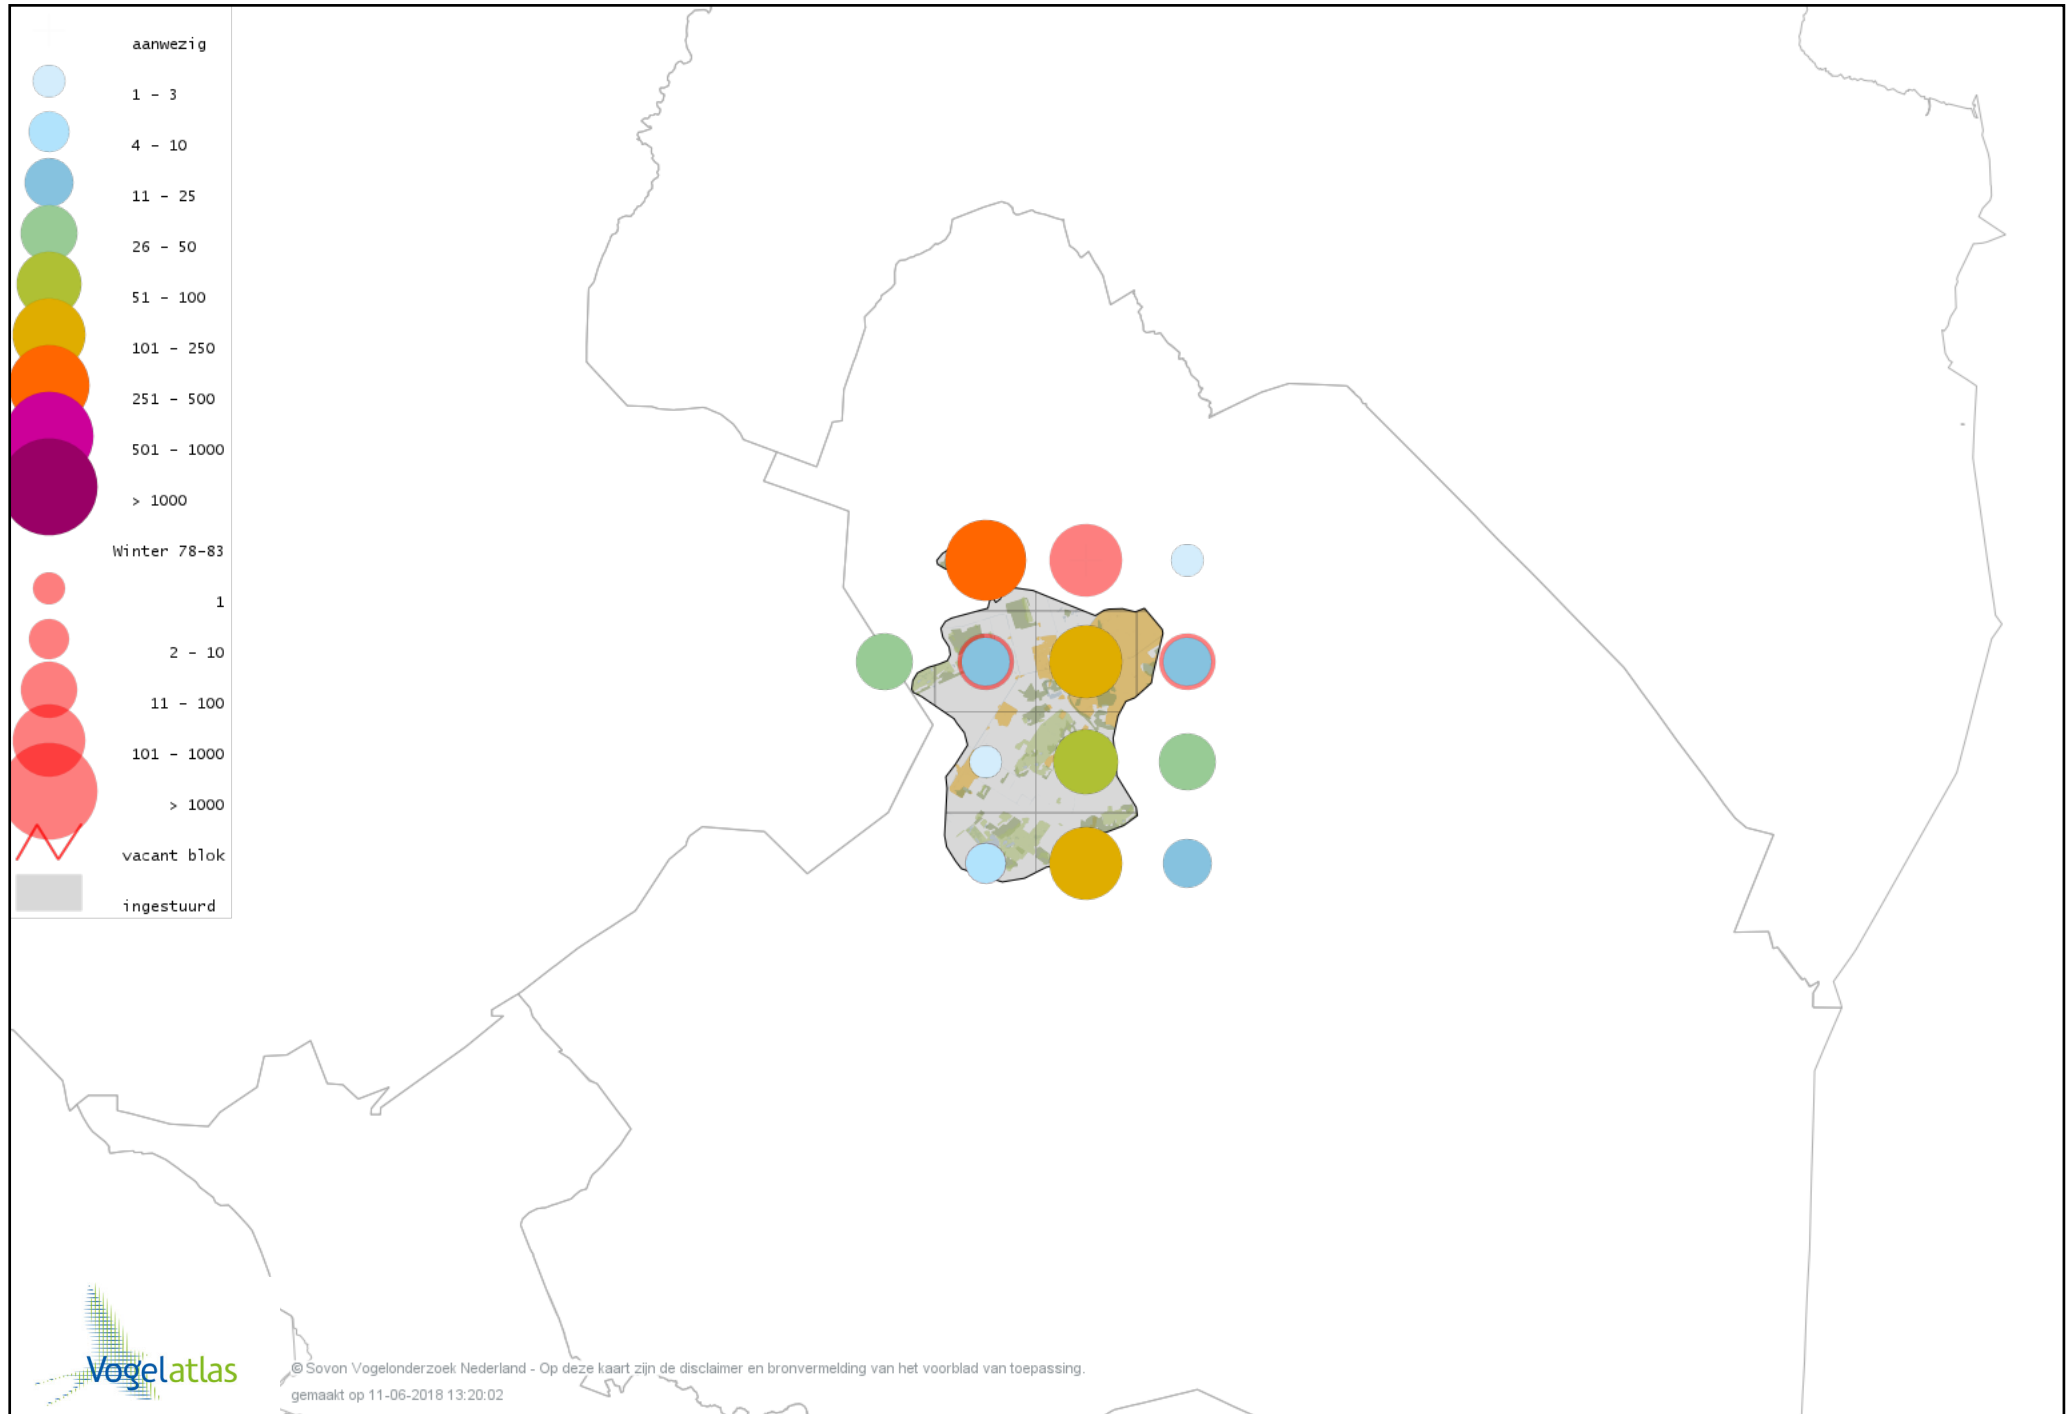 aanwezig
1 - 3
4 - 10
11 - 25
26 - 50
51 - 100
101 - 250
251 - 500
501 - 1000
> 1000
Winter 78-83
1
2 - 10
11 - 100
101 - 1000
> 1000
vacant blok
ingestuurd
Vogelatlas
© Sovon Vogelonderzoek Nederland - Op deze kaart zijn de disclaimer en bronvermelding van het voorblad van toepassing.
gemaakt op 11-06-2018 13:20:02